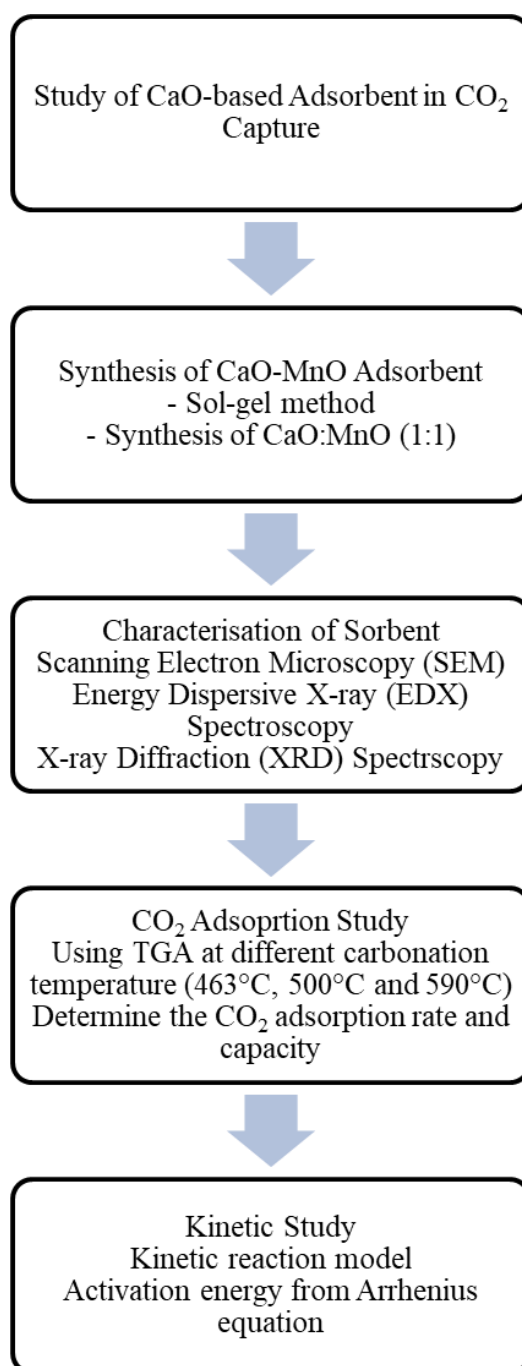 Study of CaO-based Adsorbent in CO₂
Capture
Synthesis of CaO-MnO Adsorbent
- Sol-gel method
- Synthesis of CaO:MnO (1:1)
Characterisation of Sorbent
Scanning Electron Microscopy (SEM)
Energy Dispersive X-ray (EDX)
Spectroscopy
X-ray Diffraction (XRD) Spectrscopy
CO₂ Adsoprtion Study
Using TGA at different carbonation
temperature (463°C, 500°C and 590°C)
Determine the CO₂ adsorption rate and
capacity
Kinetic Study
Kinetic reaction model
Activation energy from Arrhenius
equation